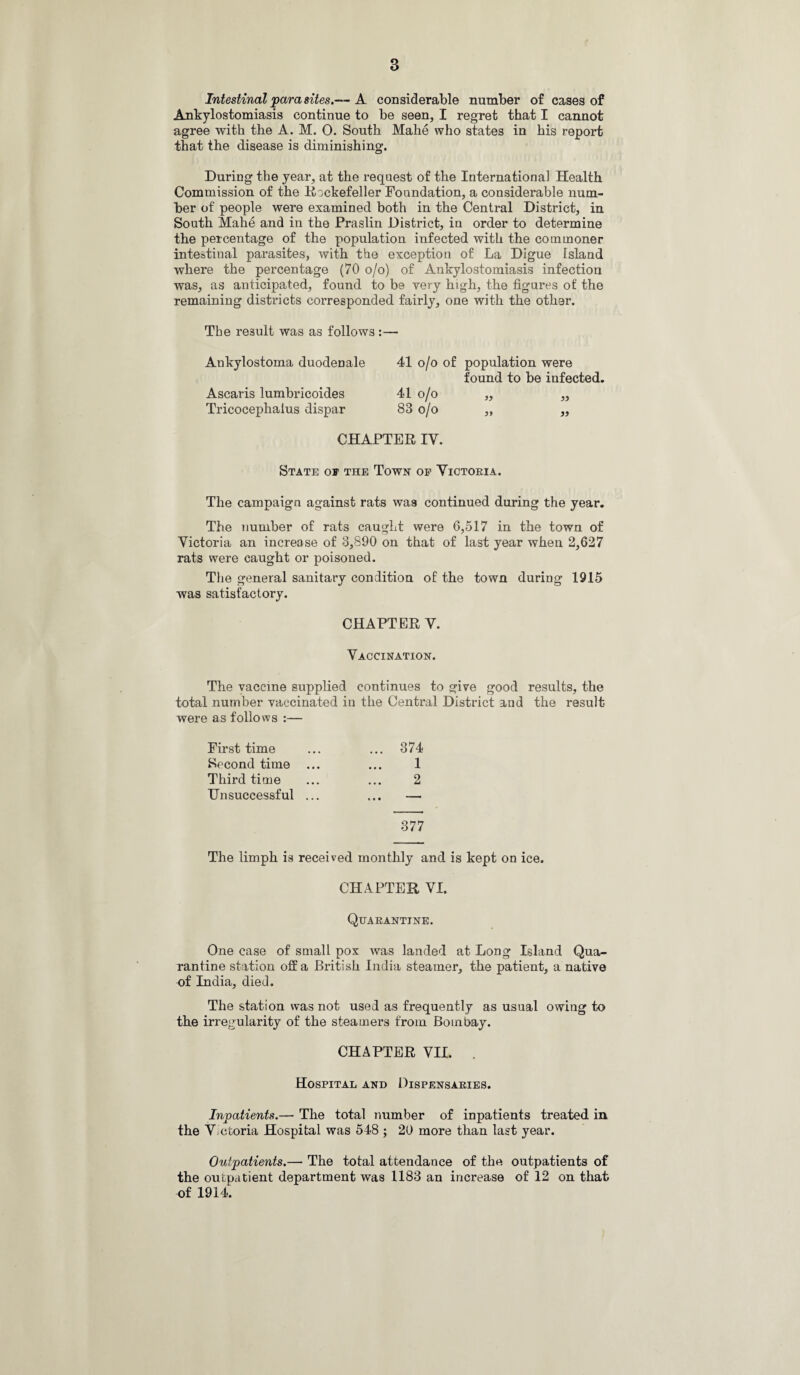 3
Intestinal parasites.— A considerable number of cases of
Ankylostomiasis continue to be seen, I regret that I cannot
agree with the A. M. O. South Mahé who states in his report
that the disease is diminishing.
During the year, at the request of the International Health
Commission of the Rockefeller Foundation, a considerable num-
ber of people were examined both in the Central District, in
South Mahé and in the Praslin District, in order to determine
the percentage of the population infected with the commoner
intestinal parasites, with the exception of La Digue Island
where the percentage (70 o/o) of Ankylostomiasis infection
was, as anticipated, found to be very high, the figures of the
remaining districts corresponded fairly, one with the other.
The result was as follows :—
Ankylostoma duodenale 41 o/o of population were
found to be infected.
Ascaris lumbricoides 41 o/o „ „
Tricocephalus dispar 83 o/o „ „
CHAPTER IV.
STATE OF THE TOWN OF VICTORIA.
The campaign against rats was continued during the year.
The number of rats caught were 6,517 in the town of
Victoria an increase of 3,890 on that of last year when 2,627
rats were caught or poisoned.
The general sanitary condition of the town during 1915
was satisfactory.
CHAPTER V.
VACCINATION.
The vaccine supplied continues to give good results, the
total number vaccinated in the Central District and the result
were as follows :—
First time ... ... 374
Second time ... ... 1
Third time ... ... 2
Unsuccessful ... ... —
377
The limph is received monthly and is kept on ice.
CHAPTER VI.
QUARANTINE.
One case of small pox was landed at Long Island Qua-
rantine station off a British India steamer, the patient, a native
of India, died.
The station was not used as frequently as usual owing to
the irregularity of the steamers from Bombay.
CHAPTER VII.
HOSPITAL AND DISPENSARIES.
Inpatients.— The total number of inpatients treated in
the Victoria Hospital was 548 ; 20 more than last year.
Outpatients.— The total attendance of the outpatients of
the outpatient department was 1183 an increase of 12 on that
of 1914.